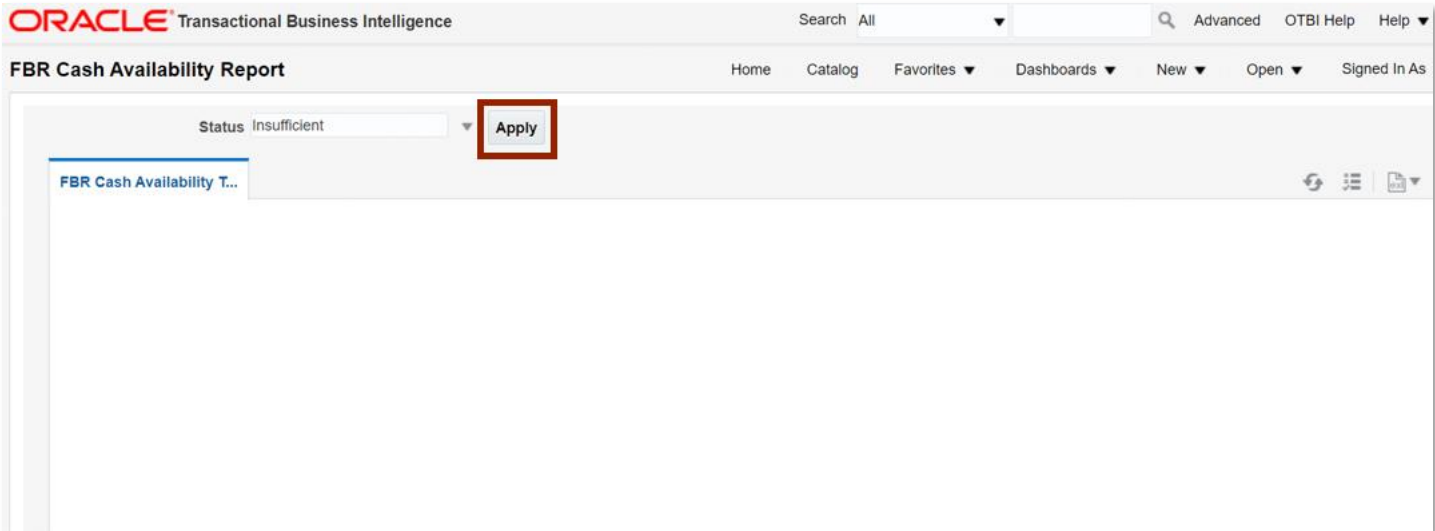 ORACLE Transactional Business Intelligence Search All Advanced OTBI Help Help
FBR Cash Availability Report Home Catalog Favorites Dashboards New Open Signed In As
Status Insufficient Apply
FBR Cash Availability T...